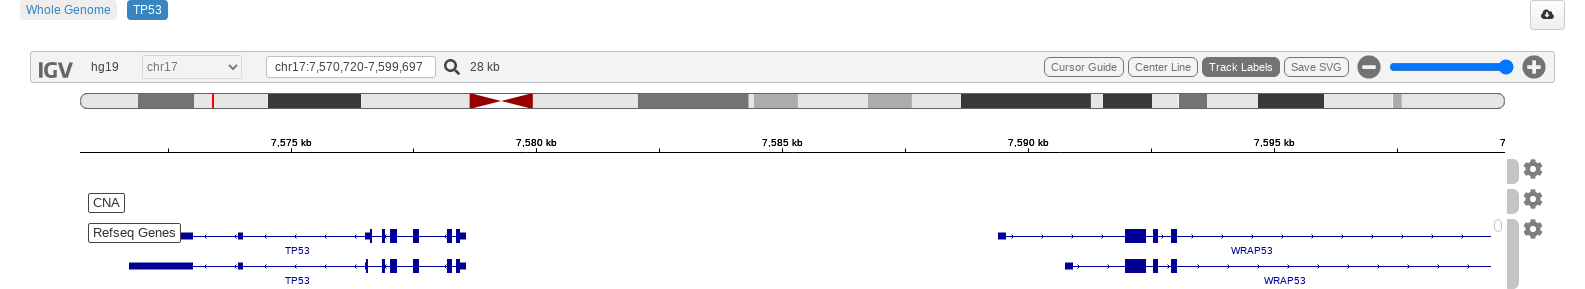 Whole Genome TP53
IGV hg19 chr17 chr17:7,570,720-7,599,697 28 kb Cursor Guide Center Line Track Labels Save SVG
7,575 kb 7,580 kb 7,585 kb 7,590 kb 7,595 kb 7
CNA
Refseq Genes
0
TP53 WRAP53
TP53 WRAP53